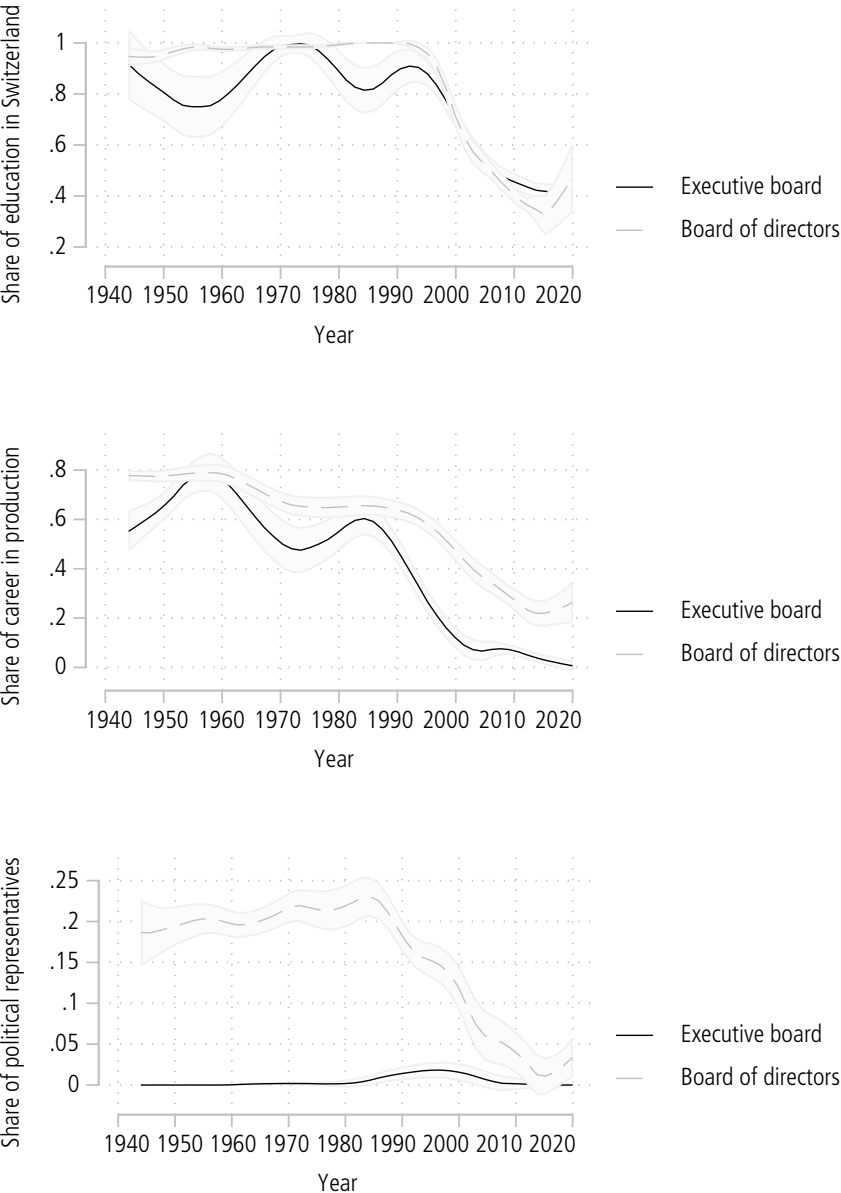 Share of education in Switzerland
1
.8
.6
.4
.2
1940 1950 1960 1970 1980 1990 2000 2010 2020
Year
Executive board
Board of directors
Share of career in production
.8
.6
.4
.2
0
1940 1950 1960 1970 1980 1990 2000 2010 2020
Year
Executive board
Board of directors
Share of political representatives
.25
.2
.15
.1
.05
0
1940 1950 1960 1970 1980 1990 2000 2010 2020
Year
Executive board
Board of directors